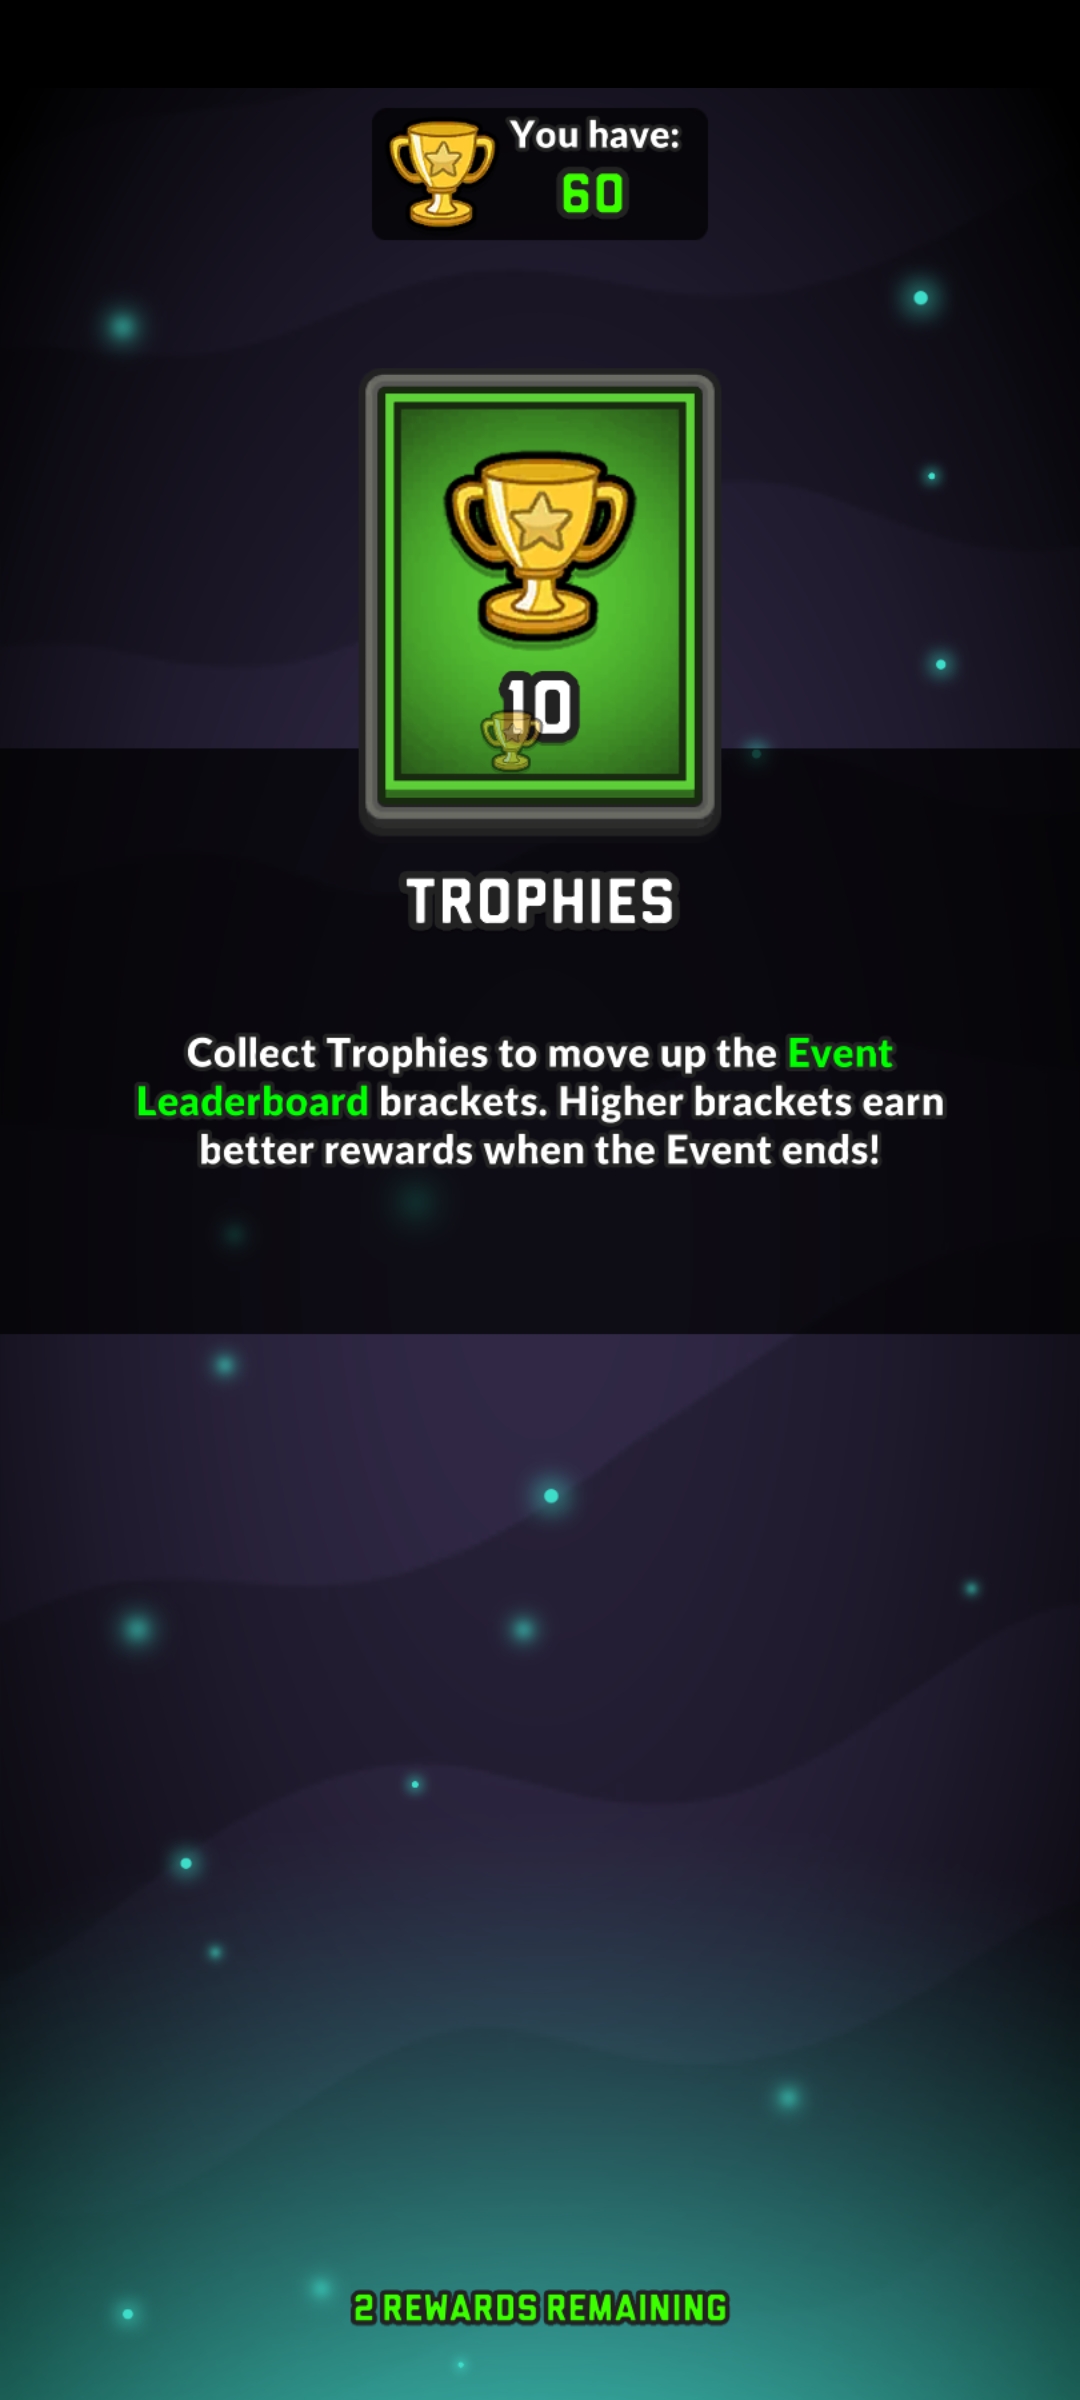 You have:
60
10
TROPHIES
Collect Trophies to move up the Event
Leaderboard brackets. Higher brackets earn
better rewards when the Event ends!
2 REWARDS REMAINING